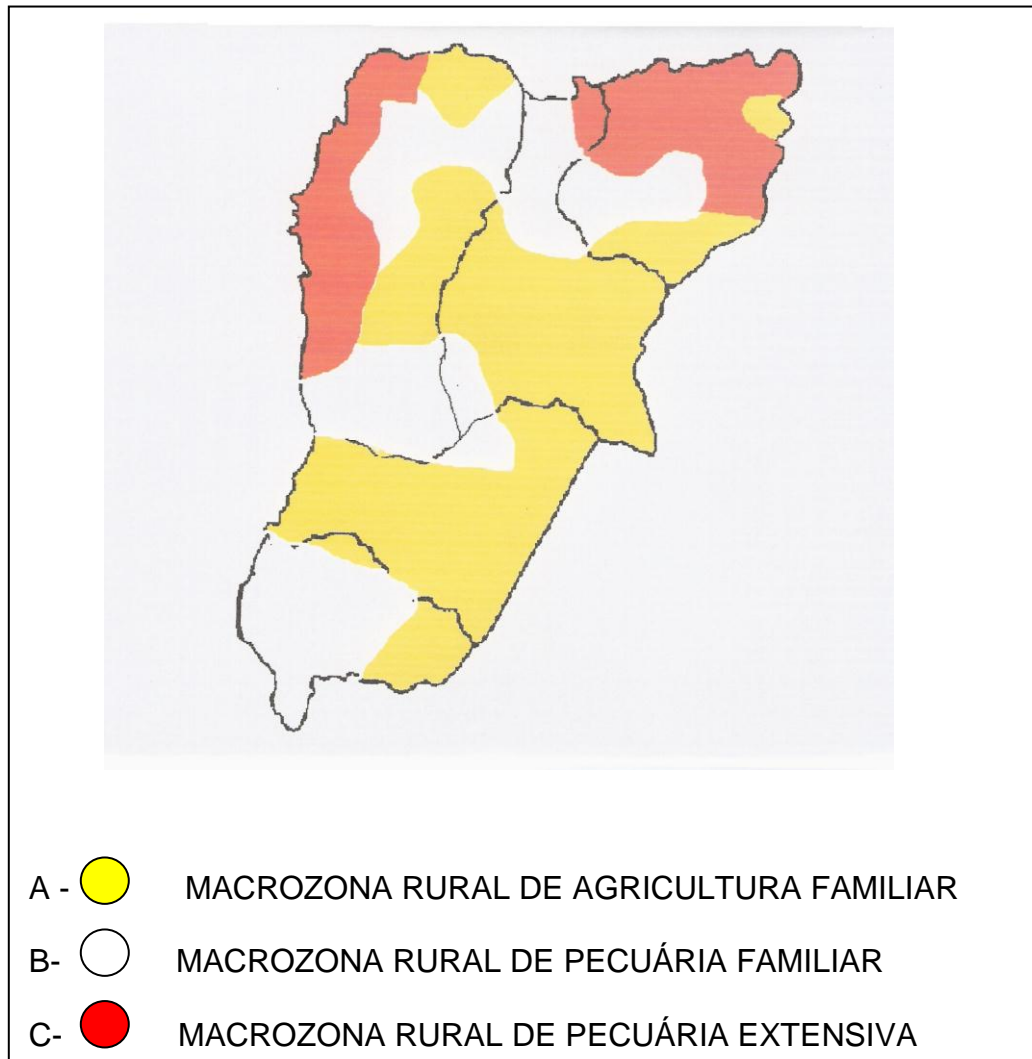 A - MACROZONA RURAL DE AGRICULTURA FAMILIAR
B- MACROZONA RURAL DE PECUÁRIA FAMILIAR
C- MACROZONA RURAL DE PECUÁRIA EXTENSIVA